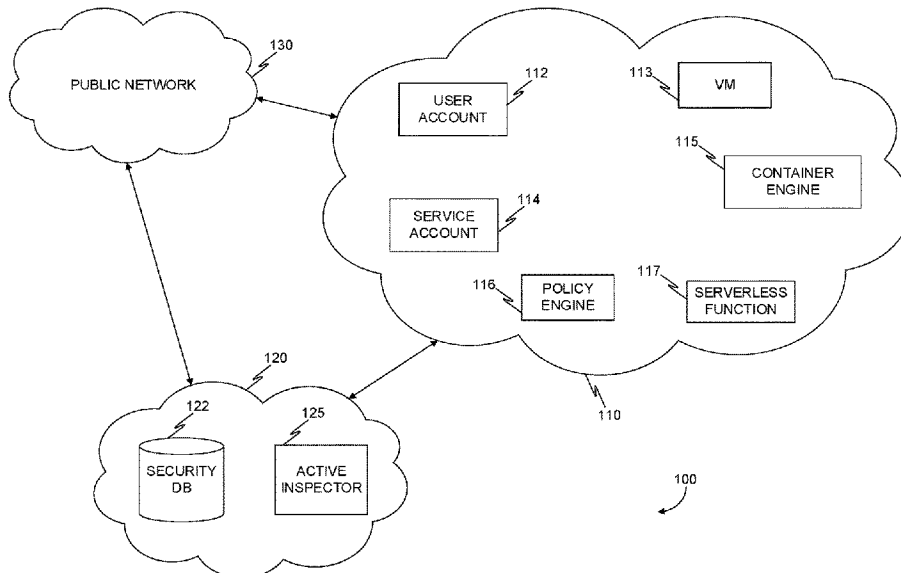 130
PUBLIC NETWORK
112
USER
ACCOUNT
113
VM
115
CONTAINER
ENGINE
114
SERVICE
ACCOUNT
116
POLICY
ENGINE
117
SERVERLESS
FUNCTION
110
120
122
SECURITY
DB
125
ACTIVE
INSPECTOR
100